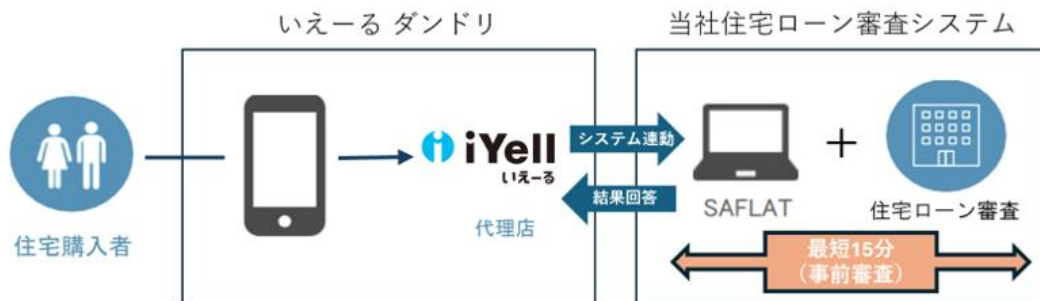 いえーる ダンドリ
当社住宅ローン審査システム
住宅購入者
iYell
いえーる
代理店
システム連動
結果回答
SAFLAT
+
住宅ローン審査
最短15分
（事前審査）